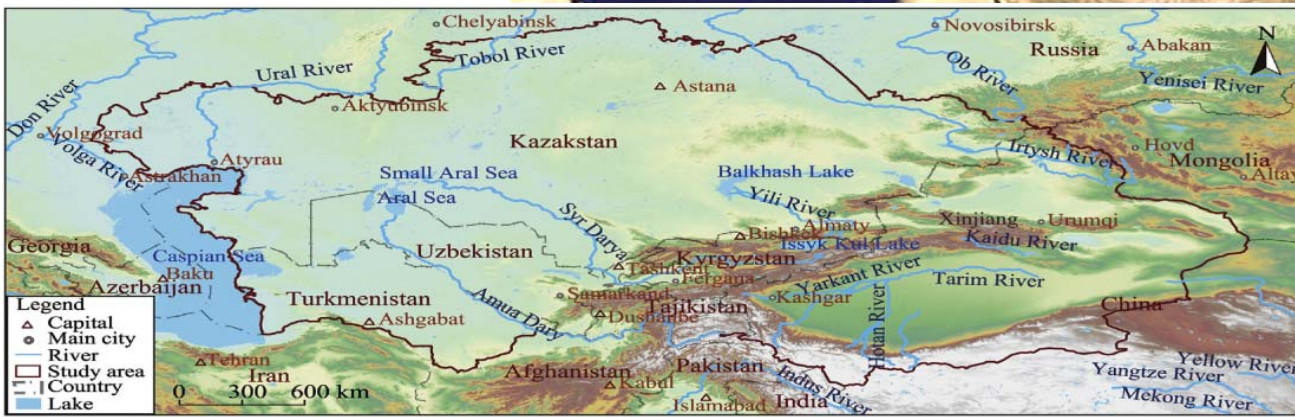 Chelyabinsk
Novosibirsk
Russia
Abakan
N
Ural River
Tobol River
Ob River
Yenisei River
Don River
Aktyubinsk
Astana
Volgograd
Volga River
Kazakstan
Irtysh River
Hovd
Mongolia
Altay
Atyrau
Astrakhan
Small Aral Sea
Balkhash Lake
Aral Sea
Yili River
Syr Darya
Almaty
Xinjiang
Urumqi
Georgia
Uzbekistan
Issyk Kul Lake
Kaidu River
Caspian Sea
Kyrgyzstan
Baku
Tashkent
Yarkant River
Tarim River
Azerbaijan
Fergana
Legend
Turkmenistan
Amua Dary
Samarkand
Tajikistan
Kashgar
China
Capital
Ashgabat
Hotan River
Main city
River
Study area
Tehran
Iran
Afghanistan
Pakistan
Yellow River
Country
Kabul
Indus River
Yangtze River
Lake
0 300 600 km
Islamabad
India
Mekong River